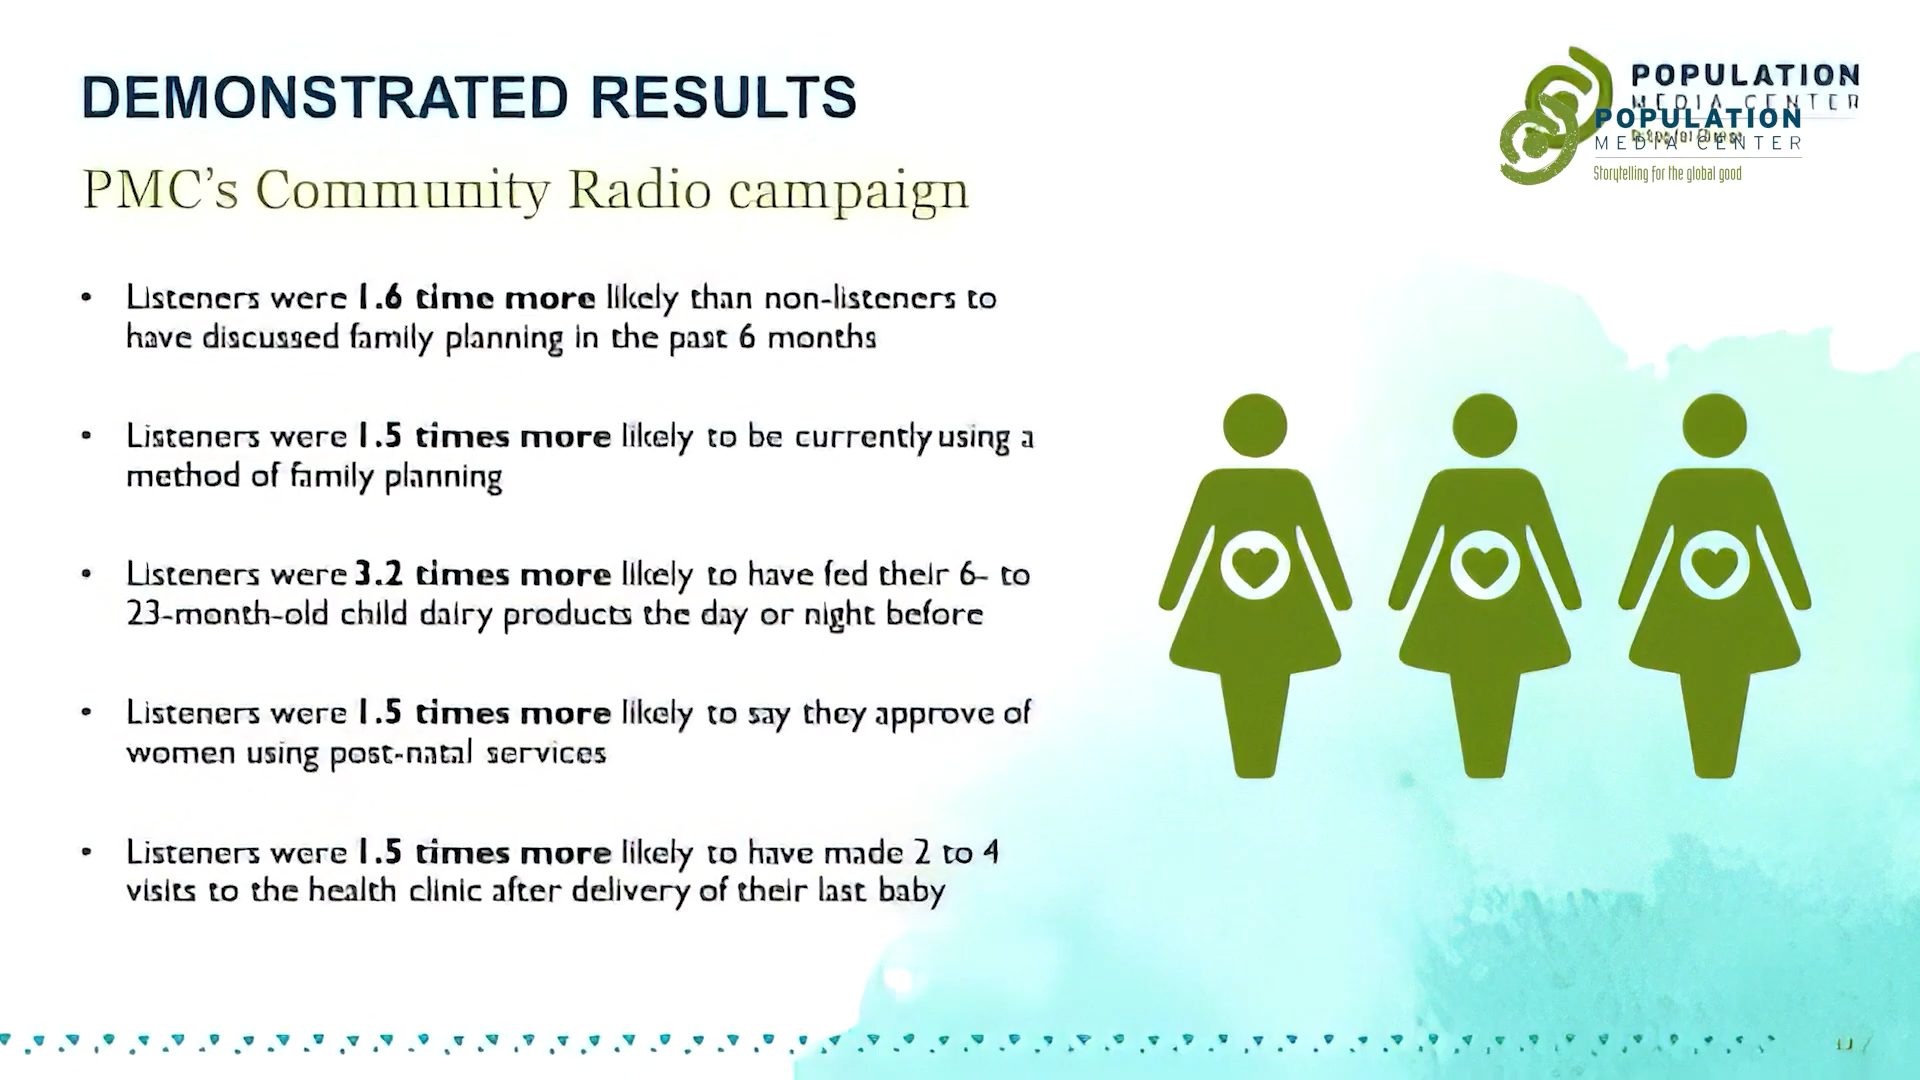 DEMONSTRATED RESULTS
PMC's Community Radio campaign
POPULATION
MEDIA CENTER
POPULATION
MEDIA CENTER
Storytelling for the global good
• Listeners were 1.6 time more likely than non-listeners to
have discussed family planning in the past 6 months
• Listeners were 1.5 times more likely to be currently using a
method of family planning
• Listeners were 3.2 times more likely to have fed their 6- to
23-month-old child dairy products the day or night before
• Listeners were 1.5 times more likely to say they approve of
women using post-natal services
• Listeners were 1.5 times more likely to have made 2 to 4
visits to the health clinic after delivery of their last baby